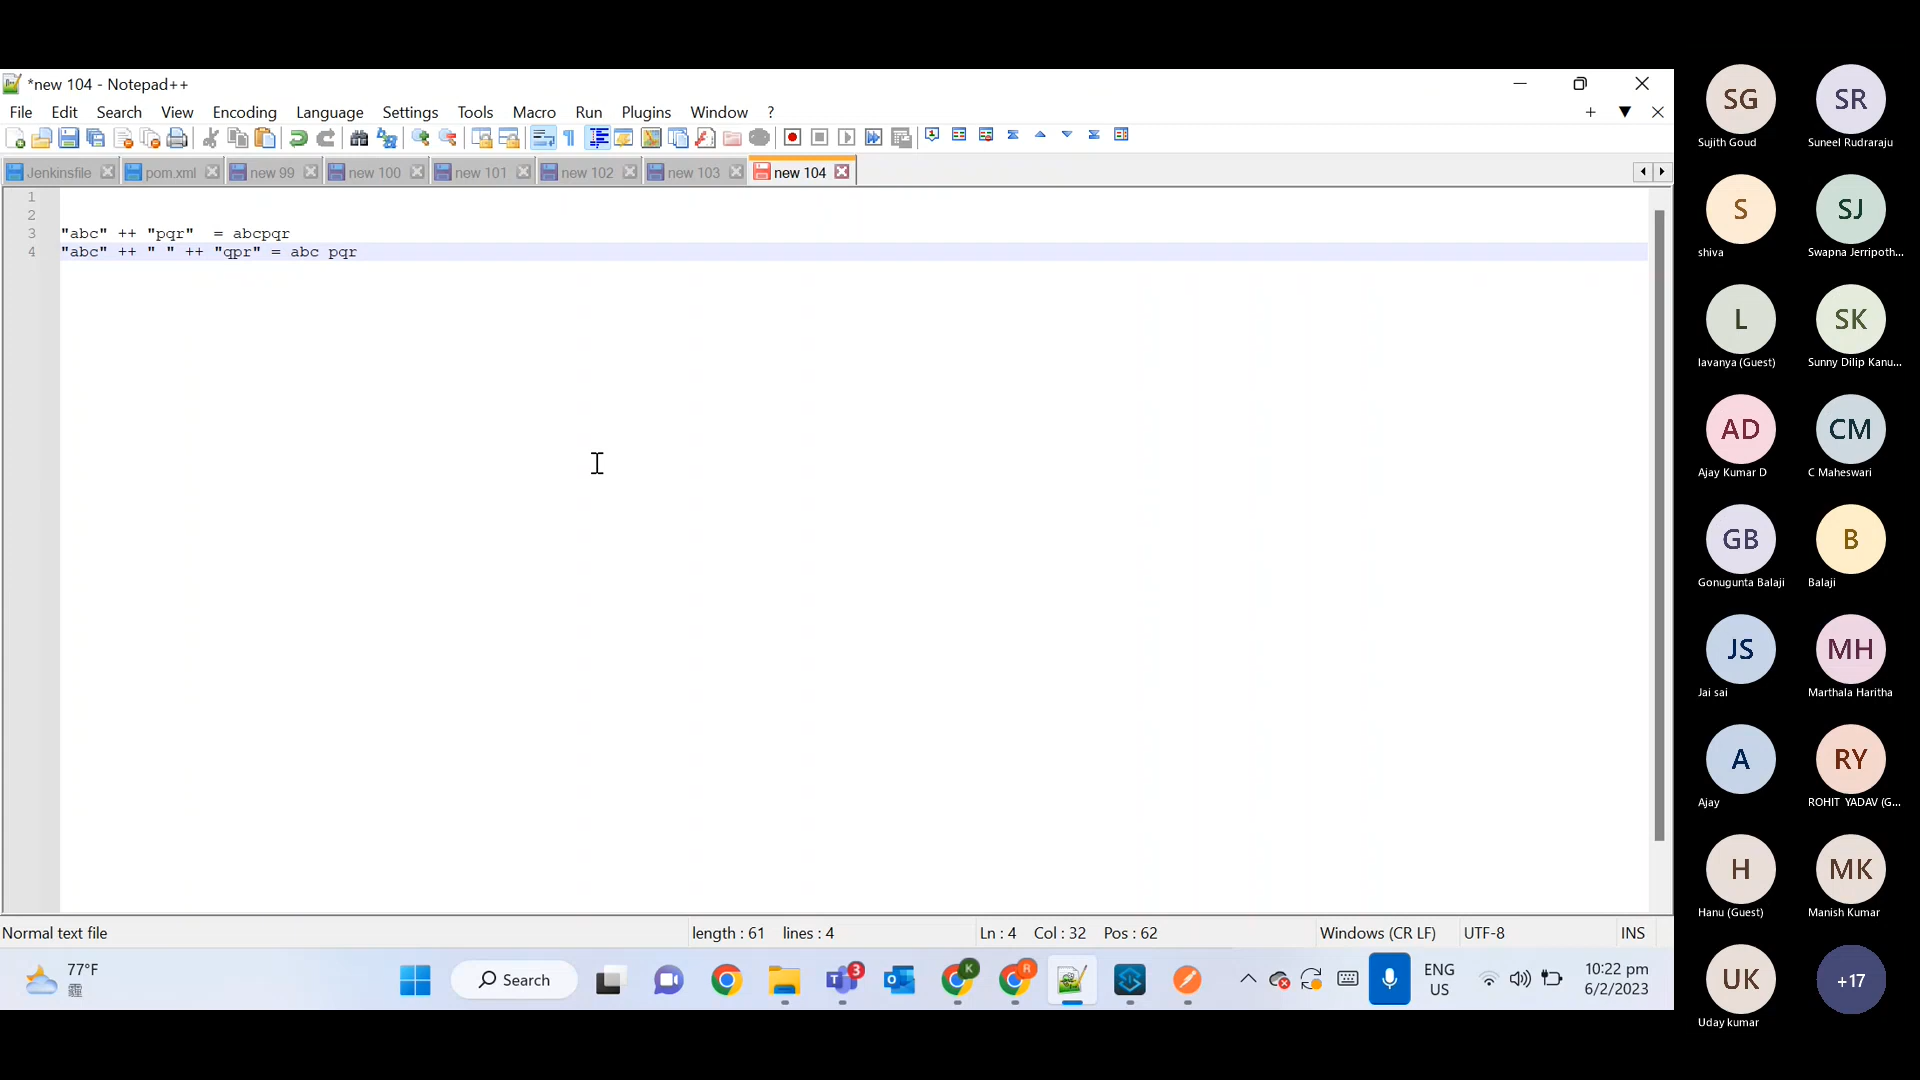 *new 104 - Notepad++
File Edit Search View Encoding Language Settings Tools Macro Run Plugins Window ?
Jenkinsfile pom.xml new 99 new 100 new 101 new 102 new 103 new 104
1
2
3 "abc" ++ "pqr"  = abcpqr
4 "abc" ++ " " ++ "qpr" = abc pqr
Normal text file length : 61 lines : 4 Ln : 4 Col : 32 Pos : 62 Windows (CR LF) UTF-8 INS
77°F
Search
3
K
R
ENG
US
10:22 pm
6/2/2023
SG SR
Sujith Goud Suneel Rudraraju
S SJ
shiva Swapna Jerripoth...
L SK
lavanya (Guest) Sunny Dilip Kanu...
AD CM
Ajay Kumar D C Maheswari
GB B
Gonugunta Balaji Balaji
JS MH
Jai sai Marthala Haritha
A RY
Ajay ROHIT YADAV (G...
H MK
Hanu (Guest) Manish Kumar
UK +17
Uday kumar